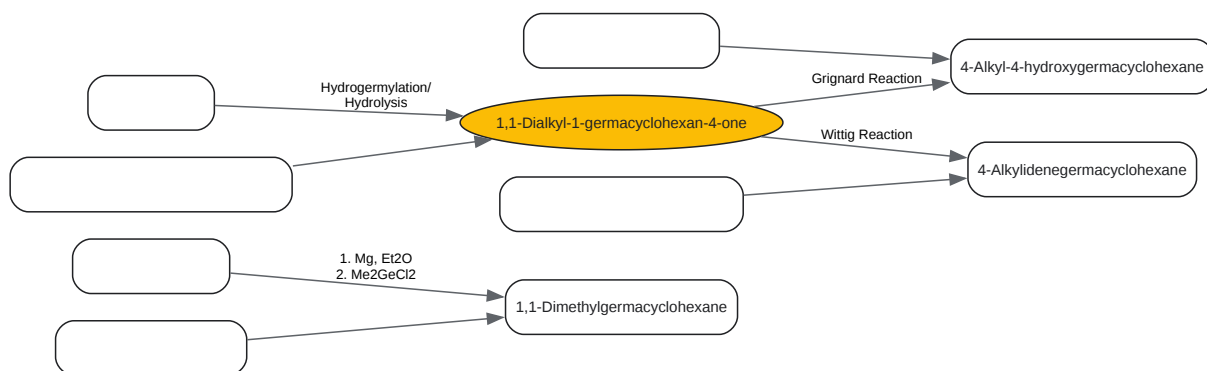 4-Alkyl-4-hydroxygermacyclohexane
Grignard Reaction
Hydrogermylation/
Hydrolysis
1,1-Dialkyl-1-germacyclohexan-4-one
Wittig Reaction
4-Alkylidenegermacyclohexane
1. Mg, Et2O
2. Me2GeCl2
1,1-Dimethylgermacyclohexane